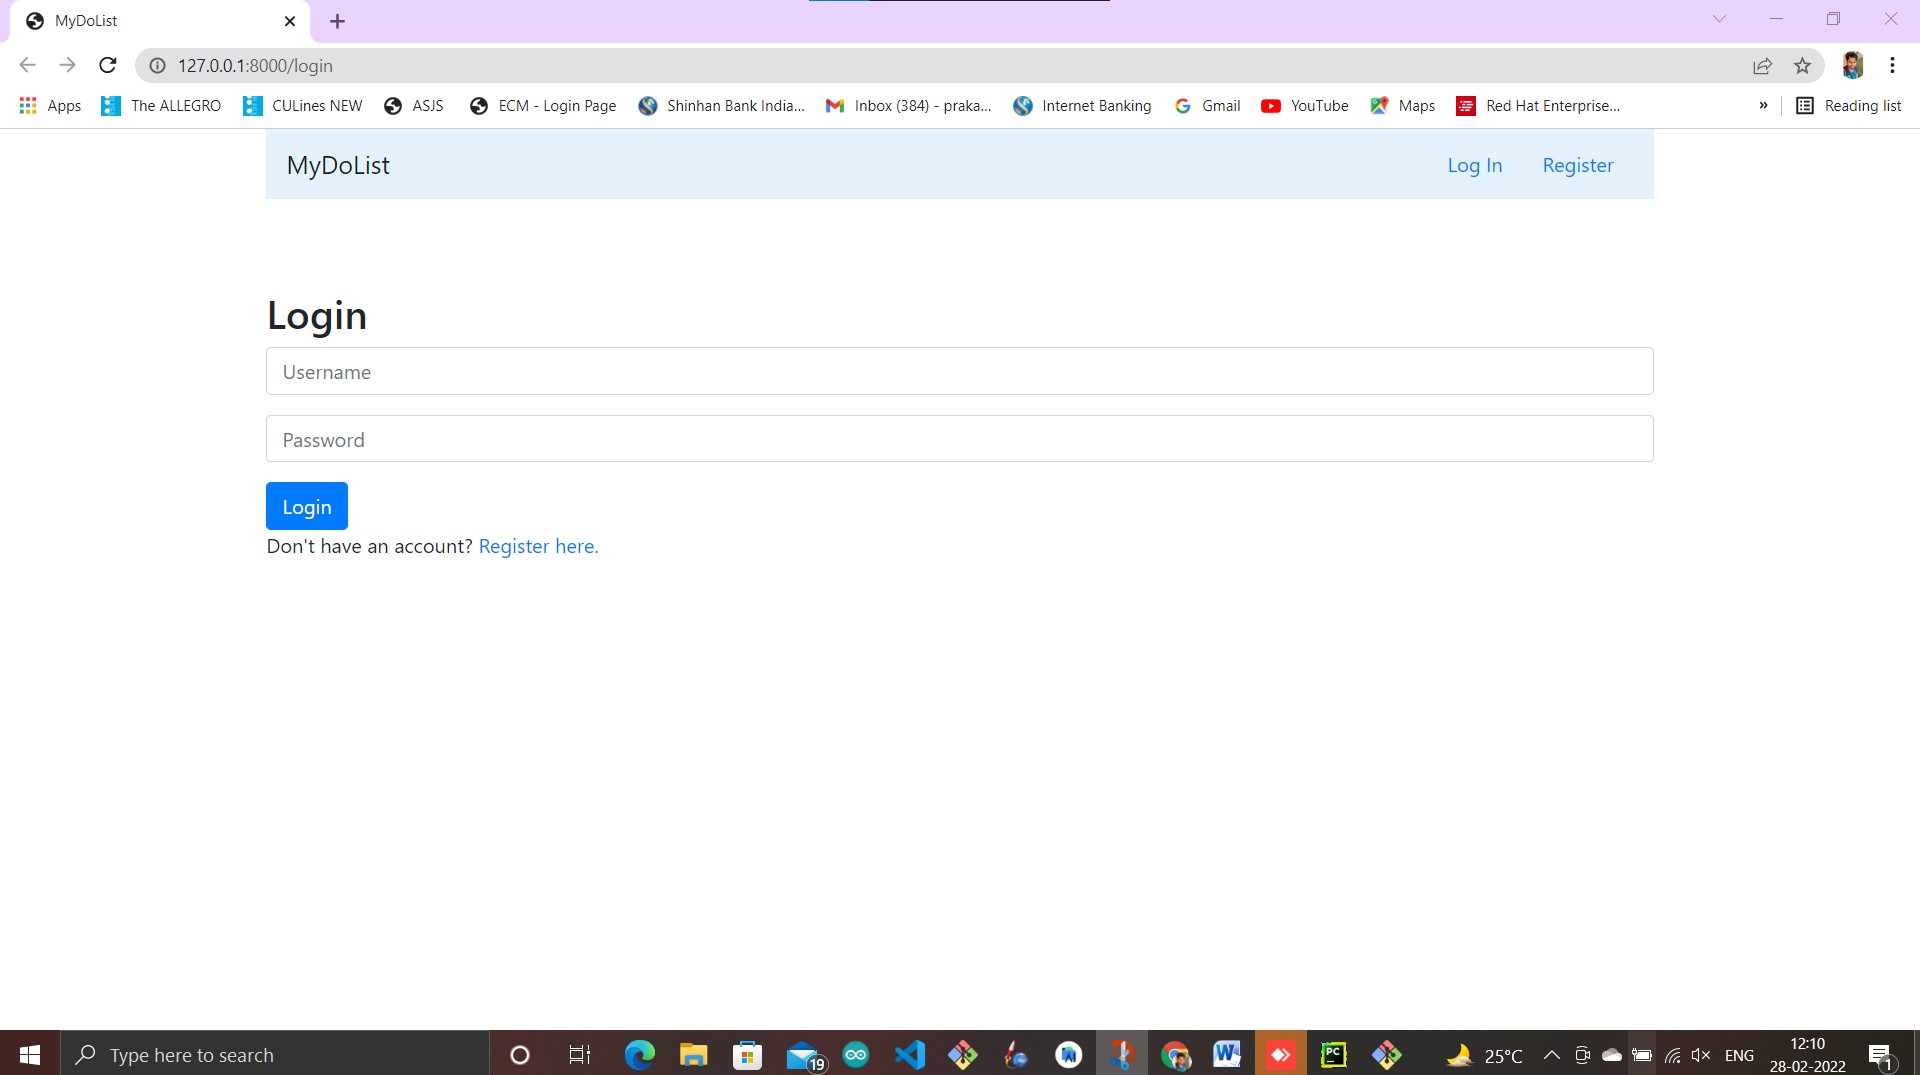 MyDoList
127.0.0.1:8000/login
Apps The ALLEGRO CULines NEW ASJS ECM - Login Page Shinhan Bank India... Inbox (384) - praka... Internet Banking Gmail YouTube Maps Red Hat Enterprise... » Reading list
MyDoList Log In Register
Login
Username
Password
Login
Don't have an account? Register here.
Type here to search 19 PC 25°C ENG 12:10
28-02-2022 1